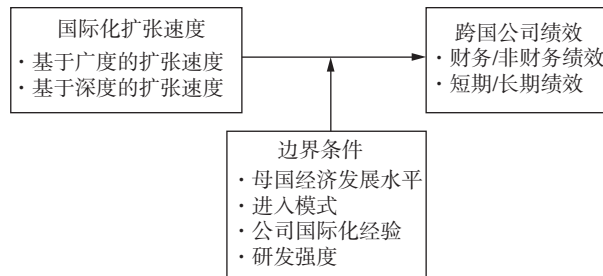 国际化扩张速度
·基于广度的扩张速度
·基于深度的扩张速度
跨国公司绩效
·财务/非财务绩效
·短期/长期绩效
边界条件
·母国经济发展水平
·进入模式
·公司国际化经验
·研发强度